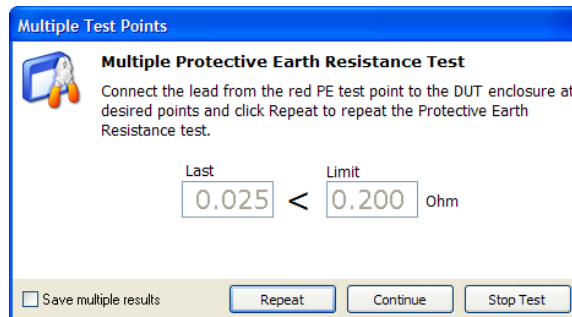 Multiple Test Points
Multiple Protective Earth Resistance Test
Connect the lead from the red PE test point to the DUT enclosure at
desired points and click Repeat to repeat the Protective Earth
Resistance test.
Last Limit
0.025 < 0.200 Ohm
Save multiple results Repeat Continue Stop Test